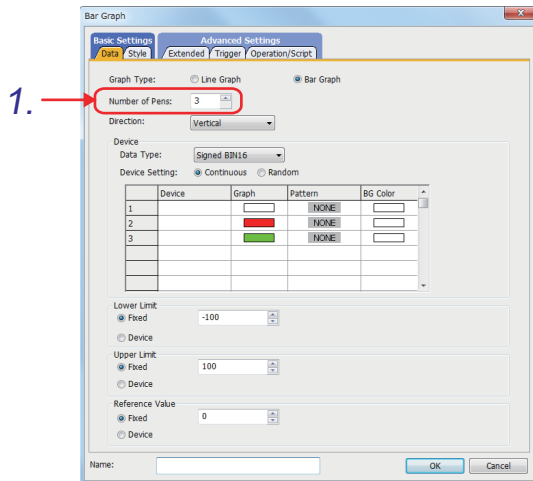 Bar Graph
Basic Settings Advanced Settings
Data Style Extended Trigger Operation/Script
Graph Type: Line Graph Bar Graph
1. Number of Pens: 3
Direction: Vertical
Device
Data Type: Signed BIN16
Device Setting: Continuous Random
Device Graph Pattern BG Color
1 NONE
2 NONE
3 NONE
Lower Limit
Fixed -100
Device
Upper Limit
Fixed 100
Device
Reference Value
Fixed 0
Device
Name: OK Cancel